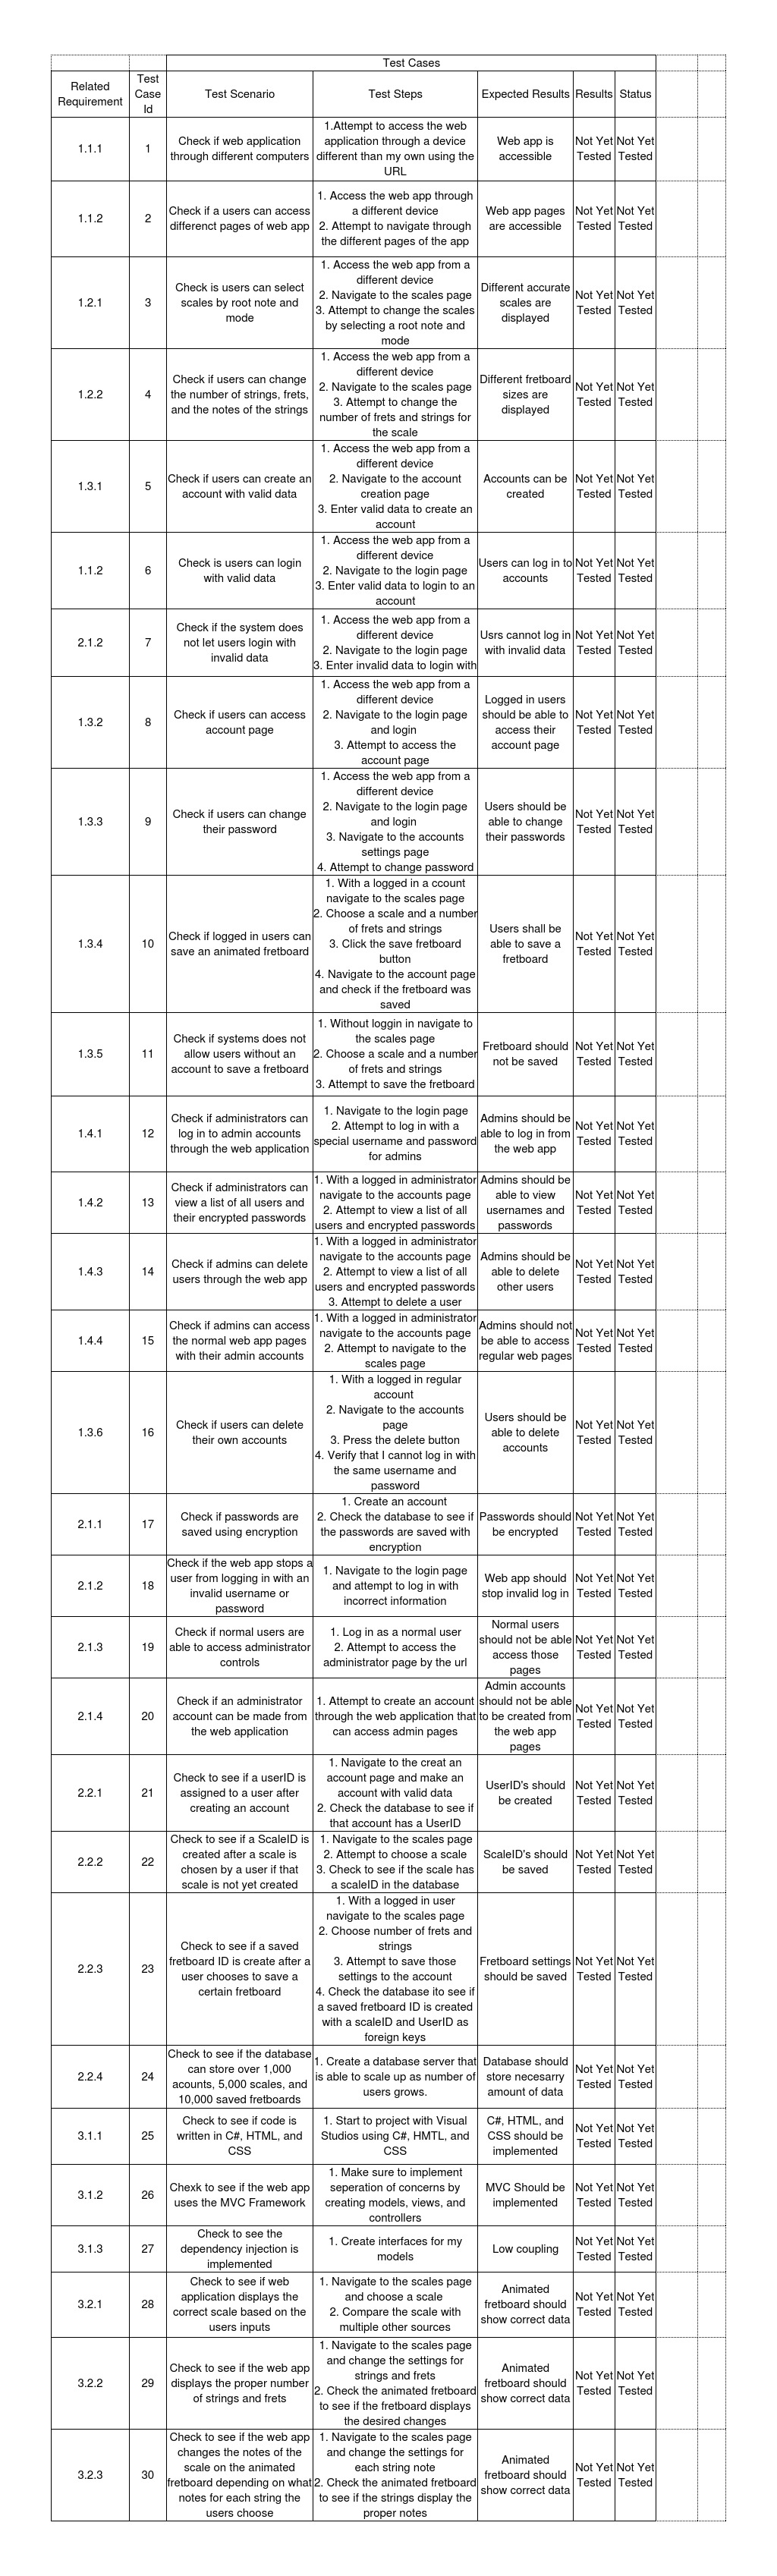 Test Cases
Related
Requirement
Test
Case
Id
Test Scenario
Test Steps
Expected Results
Results
Status
1.1.1
1
Check if web application
through different computers
1.Attempt to access the web
application through a device
different than my own using the
URL
Web app is
accessible
Not Yet
Tested
Not Yet
Tested
1.1.2
2
Check if a users can access
differenct pages of web app
1. Access the web app through
a different device
2. Attempt to navigate through
the different pages of the app
Web app pages
are accessible
Not Yet
Tested
Not Yet
Tested
1.2.1
3
Check is users can select
scales by root note and
mode
1. Access the web app from a
different device
2. Navigate to the scales page
3. Attempt to change the scales
by selecting a root note and
mode
Different accurate
scales are
displayed
Not Yet
Tested
Not Yet
Tested
1.2.2
4
Check if users can change
the number of strings, frets,
and the notes of the strings
1. Access the web app from a
different device
2. Navigate to the scales page
3. Attempt to change the
number of frets and strings for
the scale
Different fretboard
sizes are
displayed
Not Yet
Tested
Not Yet
Tested
1.3.1
5
Check if users can create an
account with valid data
1. Access the web app from a
different device
2. Navigate to the account
creation page
3. Enter valid data to create an
account
Accounts can be
created
Not Yet
Tested
Not Yet
Tested
1.1.2
6
Check is users can login
with valid data
1. Access the web app from a
different device
2. Navigate to the login page
3. Enter valid data to login to an
account
Users can log in to
accounts
Not Yet
Tested
Not Yet
Tested
2.1.2
7
Check if the system does
not let users login with
invalid data
1. Access the web app from a
different device
2. Navigate to the login page
3. Enter invalid data to login with
Usrs cannot log in
with invalid data
Not Yet
Tested
Not Yet
Tested
1.3.2
8
Check if users can access
account page
1. Access the web app from a
different device
2. Navigate to the login page
and login
3. Attempt to access the
account page
Logged in users
should be able to
access their
account page
Not Yet
Tested
Not Yet
Tested
1.3.3
9
Check if users can change
their password
1. Access the web app from a
different device
2. Navigate to the login page
and login
3. Navigate to the accounts
settings page
4. Attempt to change password
Users should be
able to change
their passwords
Not Yet
Tested
Not Yet
Tested
1.3.4
10
Check if logged in users can
save an animated fretboard
1. With a logged in a ccount
navigate to the scales page
2. Choose a scale and a number
of frets and strings
3. Click the save fretboard
button
4. Navigate to the account page
and check if the fretboard was
saved
Users shall be
able to save a
fretboard
Not Yet
Tested
Not Yet
Tested
1.3.5
11
Check if systems does not
allow users without an
account to save a fretboard
1. Without loggin in navigate to
the scales page
2. Choose a scale and a number
of frets and strings
3. Attempt to save the fretboard
Fretboard should
not be saved
Not Yet
Tested
Not Yet
Tested
1.4.1
12
Check if administrators can
log in to admin accounts
through the web application
1. Navigate to the login page
2. Attempt to log in with a
special username and password
for admins
Admins should be
able to log in from
the web app
Not Yet
Tested
Not Yet
Tested
1.4.2
13
Check if administrators can
view a list of all users and
their encrypted passwords
1. With a logged in administrator
navigate to the accounts page
2. Attempt to view a list of all
users and encrypted passwords
Admins should be
able to view
usernames and
passwords
Not Yet
Tested
Not Yet
Tested
1.4.3
14
Check if admins can delete
users through the web app
1. With a logged in administrator
navigate to the accounts page
2. Attempt to view a list of all
users and encrypted passwords
3. Attempt to delete a user
Admins should be
able to delete
other users
Not Yet
Tested
Not Yet
Tested
1.4.4
15
Check if admins can access
the normal web app pages
with their admin accounts
1. With a logged in administrator
navigate to the accounts page
2. Attempt to navigate to the
scales page
Admins should not
be able to access
regular web pages
Not Yet
Tested
Not Yet
Tested
1.3.6
16
Check if users can delete
their own accounts
1. With a logged in regular
account
2. Navigate to the accounts
page
3. Press the delete button
4. Verify that I cannot log in with
the same username and
password
Users should be
able to delete
accounts
Not Yet
Tested
Not Yet
Tested
2.1.1
17
Check if passwords are
saved using encryption
1. Create an account
2. Check the database to see if
the passwords are saved with
encryption
Passwords should
be encrypted
Not Yet
Tested
Not Yet
Tested
2.1.2
18
Check if the web app stops a
user from logging in with an
invalid username or
password
1. Navigate to the login page
and attempt to log in with
incorrect information
Web app should
stop invalid log in
Not Yet
Tested
Not Yet
Tested
2.1.3
19
Check if normal users are
able to access administrator
controls
1. Log in as a normal user
2. Attempt to access the
administrator page by the url
Normal users
should not be able
access those
pages
Not Yet
Tested
Not Yet
Tested
2.1.4
20
Check if an administrator
account can be made from
the web application
1. Attempt to create an account
through the web application that
can access admin pages
Admin accounts
should not be able
to be created from
the web app
pages
Not Yet
Tested
Not Yet
Tested
2.2.1
21
Check to see if a userID is
assigned to a user after
creating an account
1. Navigate to the creat an
account page and make an
account with valid data
2. Check the database to see if
that account has a UserID
UserID's should
be created
Not Yet
Tested
Not Yet
Tested
2.2.2
22
Check to see if a ScaleID is
created after a scale is
chosen by a user if that
scale is not yet created
1. Navigate to the scales page
2. Attempt to choose a scale
3. Check to see if the scale has
a scaleID in the database
ScaleID's should
be saved
Not Yet
Tested
Not Yet
Tested
2.2.3
23
Check to see if a saved
fretboard ID is create after a
user chooses to save a
certain fretboard
1. With a logged in user
navigate to the scales page
2. Choose number of frets and
strings
3. Attempt to save those
settings to the account
4. Check the database ito see if
a saved fretboard ID is created
with a scaleID and UserID as
foreign keys
Fretboard settings
should be saved
Not Yet
Tested
Not Yet
Tested
2.2.4
24
Check to see if the database
can store over 1,000
acounts, 5,000 scales, and
10,000 saved fretboards
1. Create a database server that
is able to scale up as number of
users grows.
Database should
store necesarry
amount of data
Not Yet
Tested
Not Yet
Tested
3.1.1
25
Check to see if code is
written in C#, HTML, and
CSS
1. Start to project with Visual
Studios using C#, HMTL, and
CSS
C#, HTML, and
CSS should be
implemented
Not Yet
Tested
Not Yet
Tested
3.1.2
26
Chexk to see if the web app
uses the MVC Framework
1. Make sure to implement
seperation of concerns by
creating models, views, and
controllers
MVC Should be
implemented
Not Yet
Tested
Not Yet
Tested
3.1.3
27
Check to see the
dependency injection is
implemented
1. Create interfaces for my
models
Low coupling
Not Yet
Tested
Not Yet
Tested
3.2.1
28
Check to see if web
application displays the
correct scale based on the
users inputs
1. Navigate to the scales page
and choose a scale
2. Compare the scale with
multiple other sources
Animated
fretboard should
show correct data
Not Yet
Tested
Not Yet
Tested
3.2.2
29
Check to see if the web app
displays the proper number
of strings and frets
1. Navigate to the scales page
and change the settings for
strings and frets
2. Check the animated fretboard
to see if the fretboard displays
the desired changes
Animated
fretboard should
show correct data
Not Yet
Tested
Not Yet
Tested
3.2.3
30
Check to see if the web app
changes the notes of the
scale on the animated
fretboard depending on what
notes for each string the
users choose
1. Navigate to the scales page
and change the settings for
each string note
2. Check the animated fretboard
to see if the strings display the
proper notes
Animated
fretboard should
show correct data
Not Yet
Tested
Not Yet
Tested